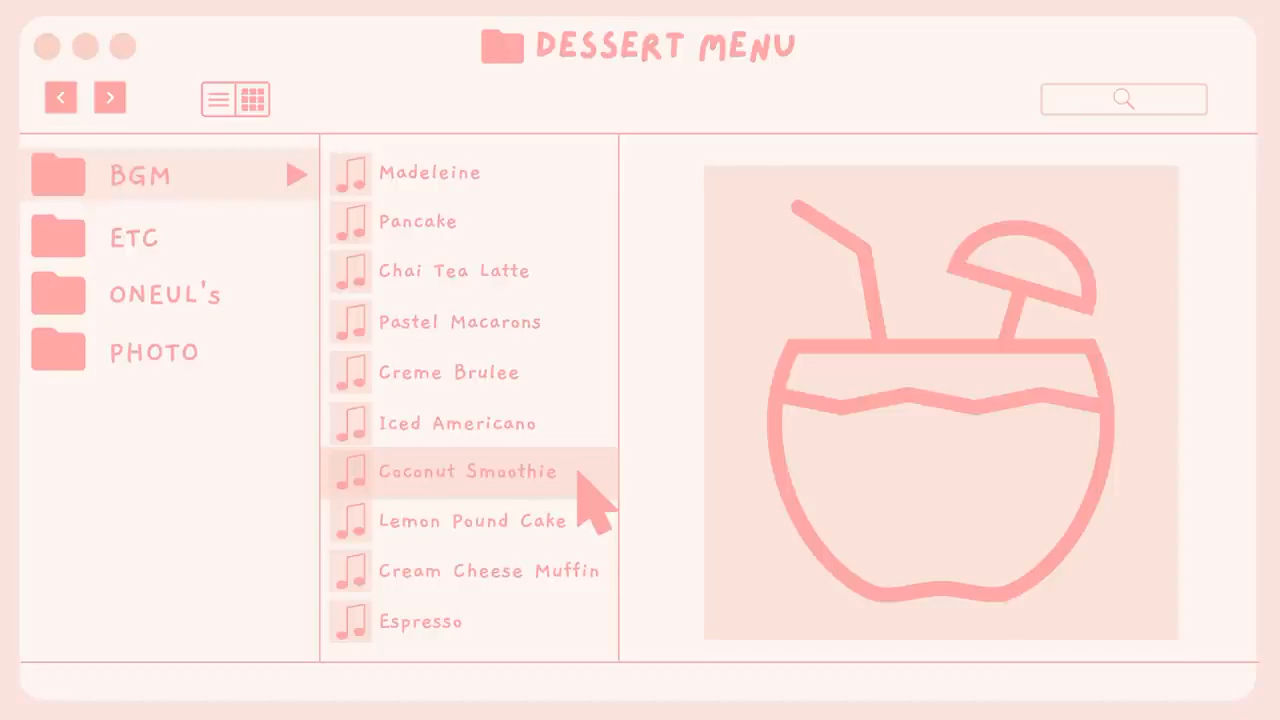 DESSERT MENU
BGM
ETC
ONEUL's
PHOTO
Madeleine
Pancake
Chai Tea Latte
Pastel Macarons
Creme Brulee
Iced Americano
Coconut Smoothie
Lemon Pound Cake
Cream Cheese Muffin
Espresso